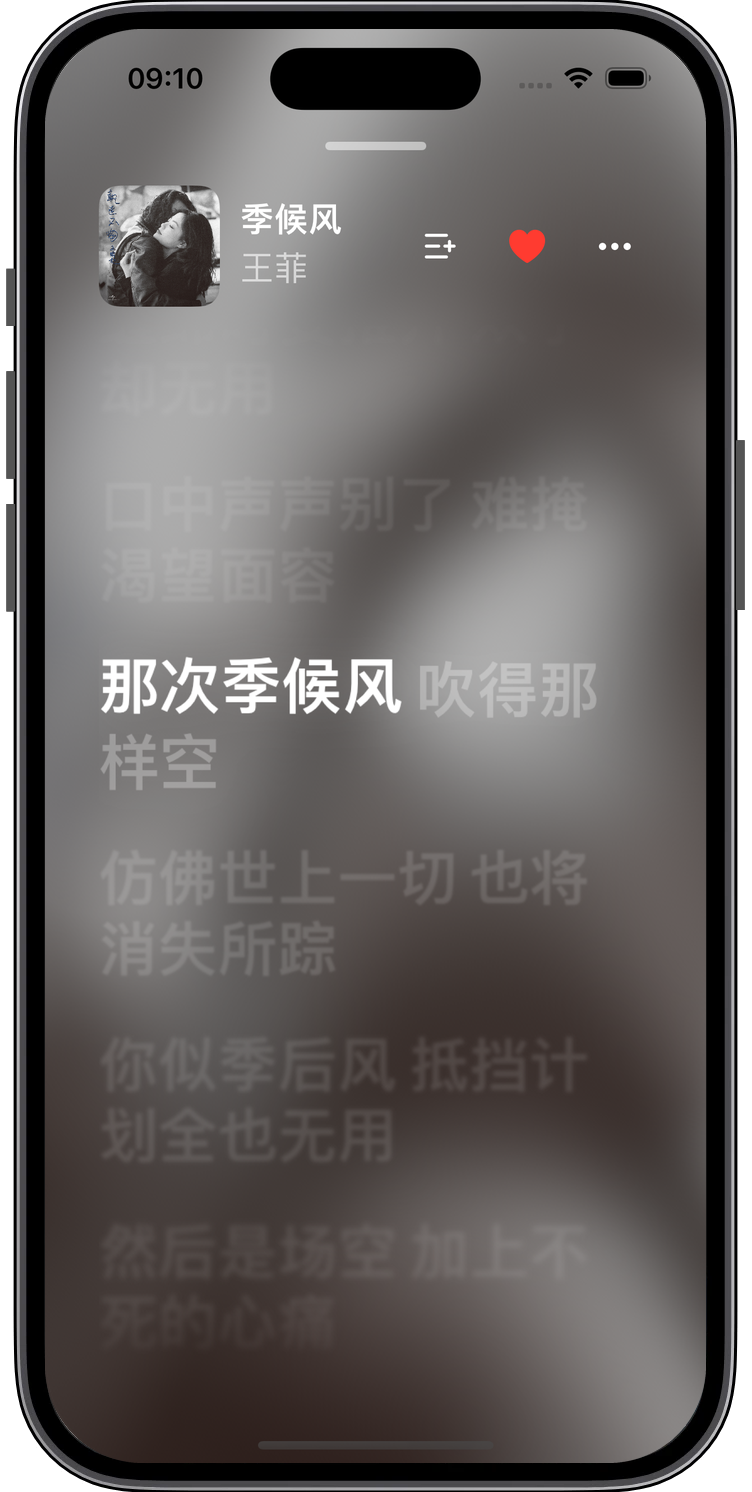 09:10
季候风
王菲
却无用
口中声声别了 难掩
渴望面容
那次季候风 吹得那
样空
仿佛世上一切 也将
消失所踪
你似季后风 抵挡计
划全也无用
然后是场空 加上不
死的心痛